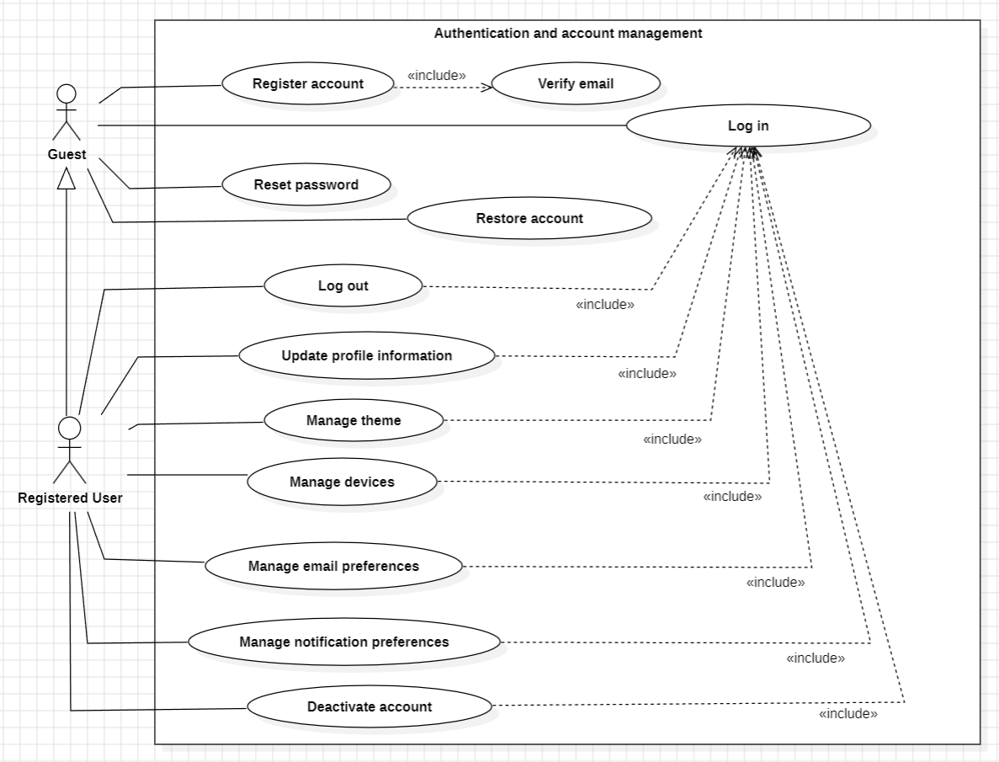 Authentication and account management
Register account
«include»
Verify email
Log in
Guest
Reset password
Restore account
Log out
«include»
Update profile information
«include»
Manage theme
«include»
Manage devices
«include»
Registered User
Manage email preferences
«include»
Manage notification preferences
«include»
Deactivate account
«include»